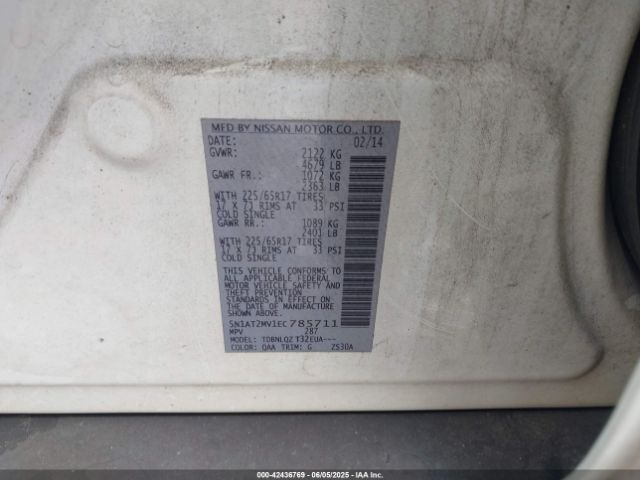 MFD BY NISSAN MOTOR CO., LTD.
DATE: 02/14
GVWR: 2122 KG
4679 LB
GAWR FR.: 1072 KG
2363 LB
WITH 225/65R17 TIRES
17 X 7J RIMS AT 33 PSI
COLD SINGLE
GAWR RR.: 1089 KG
2401 LB
WITH 225/65R17 TIRES
17 X 7J RIMS AT 33 PSI
COLD SINGLE
THIS VEHICLE CONFORMS TO
ALL APPLICABLE FEDERAL
MOTOR VEHICLE SAFETY AND
THEFT PREVENTION
STANDARDS IN EFFECT ON
THE DATE OF MANUFACTURE
SHOWN ABOVE.
5N1AT2MV1EC785711
MPV 287
MODEL: TDBNLQZ T32EUA---
COLOR: QAA TRIM: G 2S30A
000-42436769 - 06/05/2025 - IAA Inc.